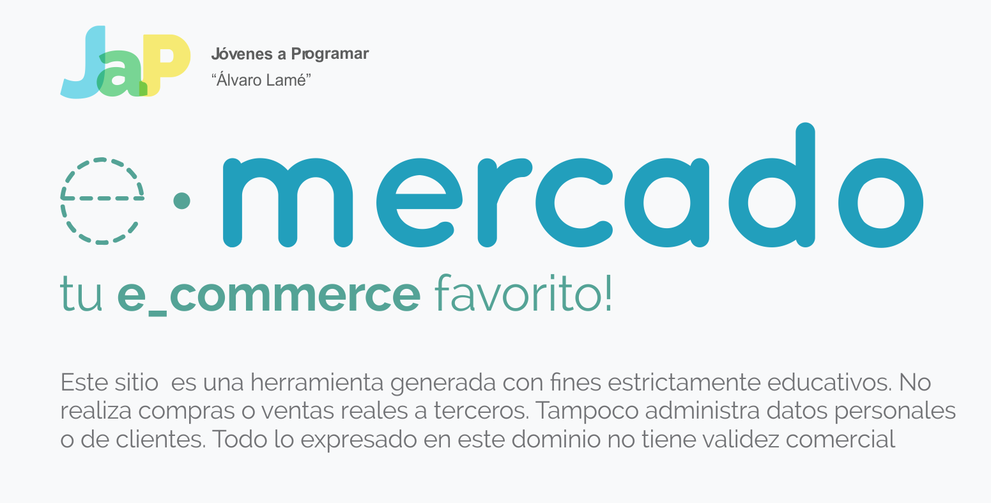 JaP
Jóvenes a Programar
“Álvaro Lamé”
e · mercado
tu e_commerce favorito!
Este sitio  es una herramienta generada con fines estrictamente educativos. No
realiza compras o ventas reales a terceros. Tampoco administra datos personales
o de clientes. Todo lo expresado en este dominio no tiene validez comercial